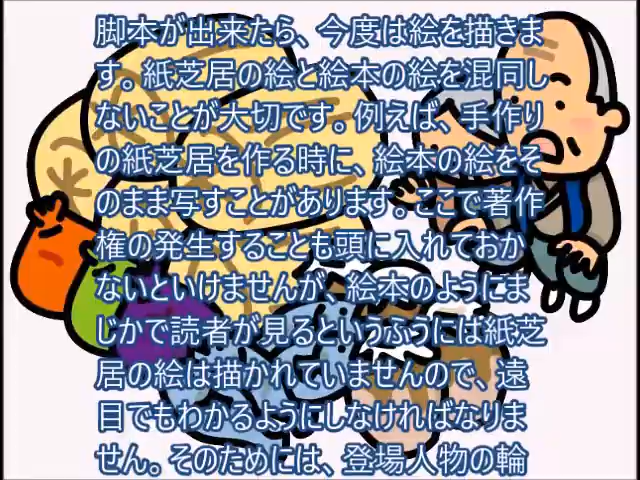 脚本が出来たら、今度は絵を描きま
す。紙芝居の絵と絵本の絵を混同し
ないことが大切です。例えば、手作り
の紙芝居を作る時に、絵本の絵をそ
のまま写すことがあります。ここで著作
権の発生することも頭に入れておか
ないといけませんが、絵本のようにま
じかで読者が見るというふうには紙芝
居の絵は描かれていませんので、遠
目でもわかるようにしなければなりま
せん。そのためには、登場人物の輪